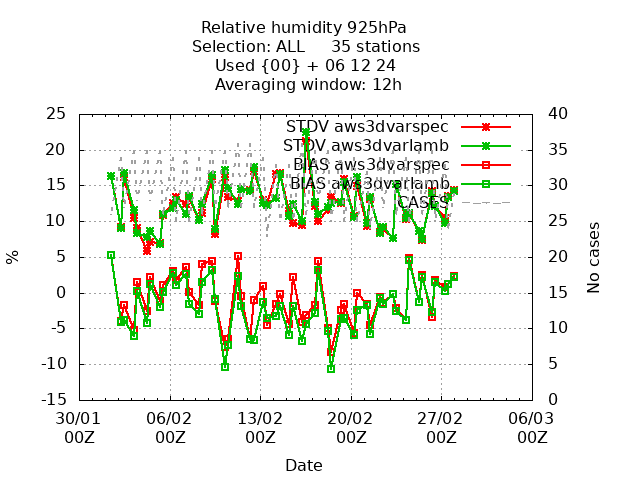 Relative humidity 925hPa
Selection: ALL 35 stations
Used {00} + 06 12 24
Averaging window: 12h
25 40
STDV aws3dvarspec
20 35
STDV aws3dvarlamb
BIAS aws3dvarspec
15 30
BIAS aws3dvarlamb
CASES
10 25
5 20
% No cases
0 15
-5 10
-10 5
-15 0
30/01 06/02 13/02 20/02 27/02 06/03
00Z 00Z 00Z 00Z 00Z 00Z
Date